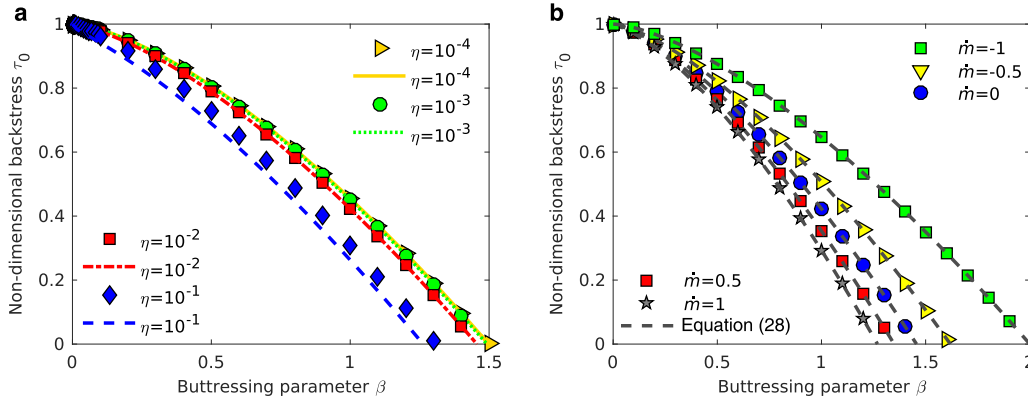 a
Non-dimensional backstress τ0
1
0.8
0.6
0.4
0.2
0
0
0.5
1.0
1.5
Buttressing parameter β
η=10-4
η=10-4
η=10-3
η=10-3
η=10-2
η=10-2
η=10-1
η=10-1
b
Non-dimensional backstress τ0
1
0.8
0.6
0.4
0.2
0
0
0.5
1
1.5
2
Buttressing parameter β
ṁ=-1
ṁ=-0.5
ṁ=0
ṁ=0.5
ṁ=1
Equation (28)